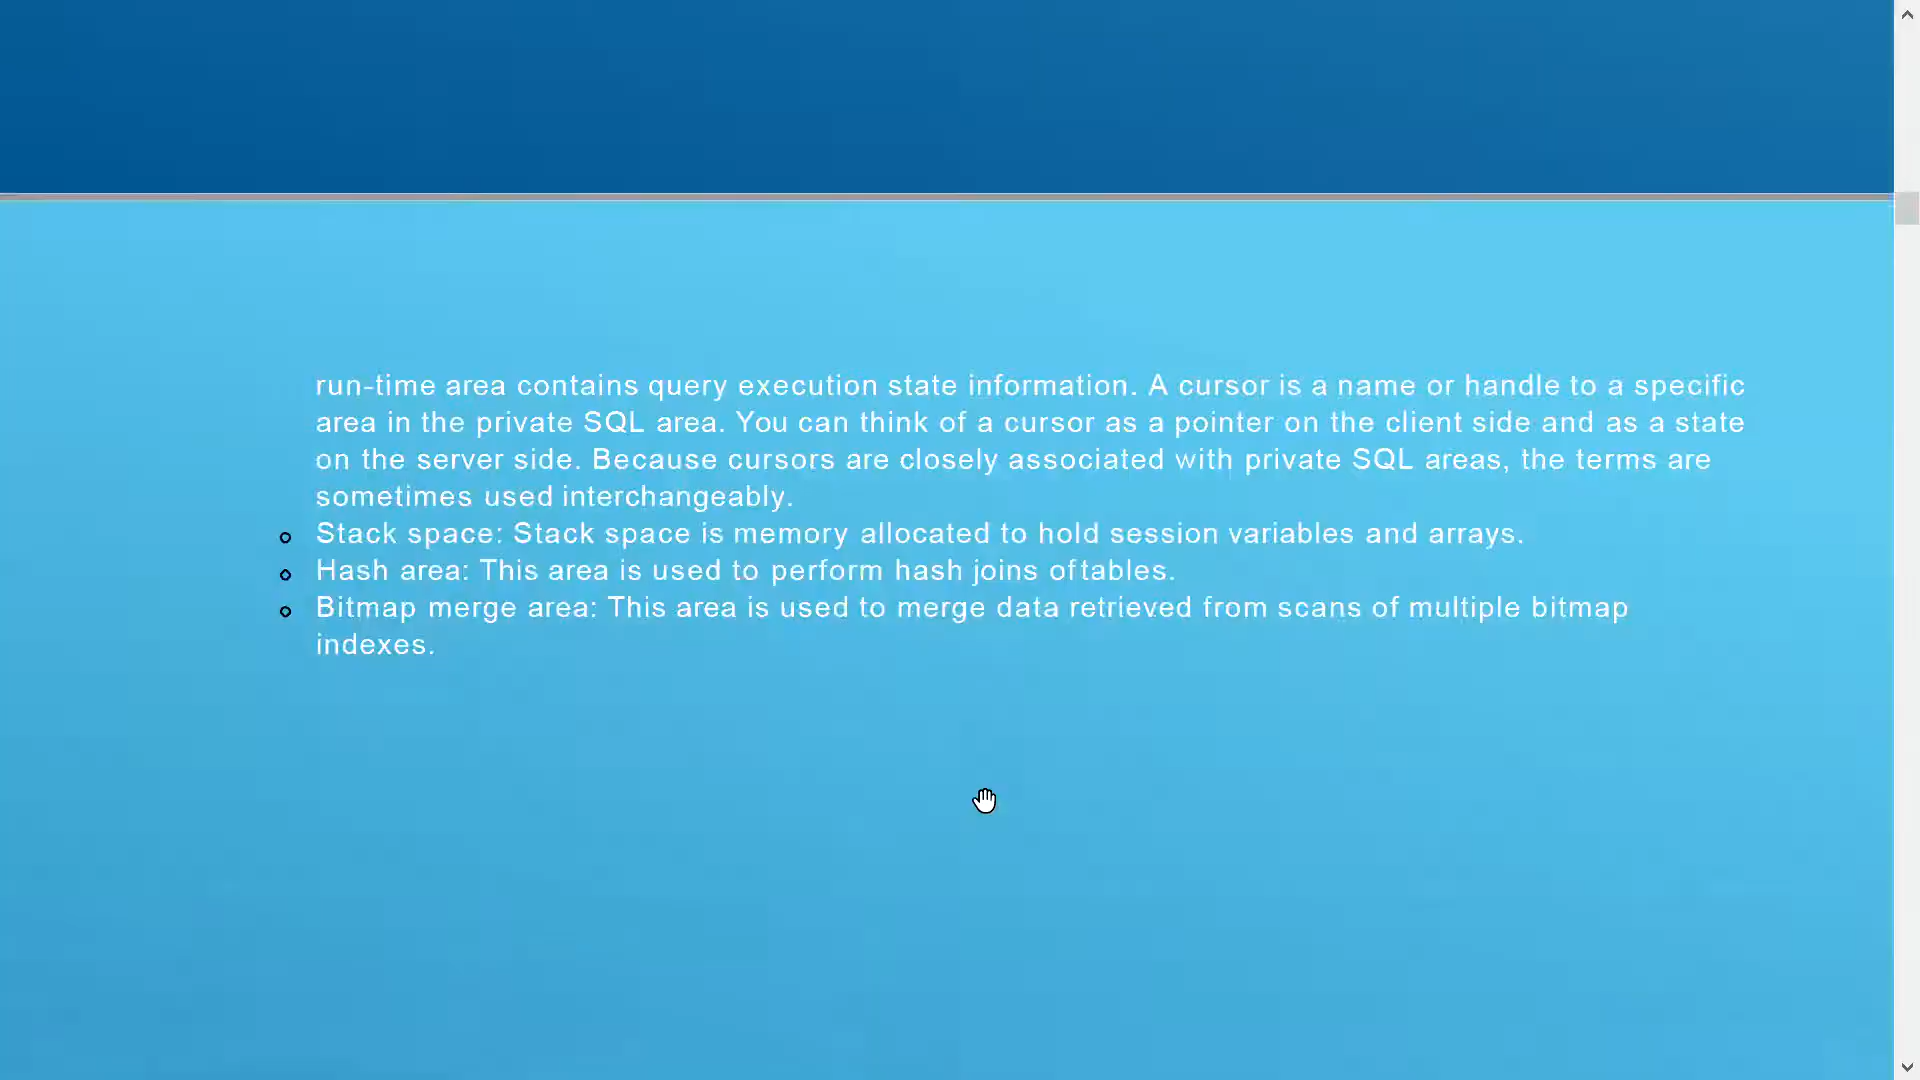 run-time area contains query execution state information. A cursor is a name or handle to a specific
area in the private SQL area. You can think of a cursor as a pointer on the client side and as a state
on the server side. Because cursors are closely associated with private SQL areas, the terms are
sometimes used interchangeably.
Stack space: Stack space is memory allocated to hold session variables and arrays.
Hash area: This area is used to perform hash joins oftables.
Bitmap merge area: This area is used to merge data retrieved from scans of multiple bitmap
indexes.